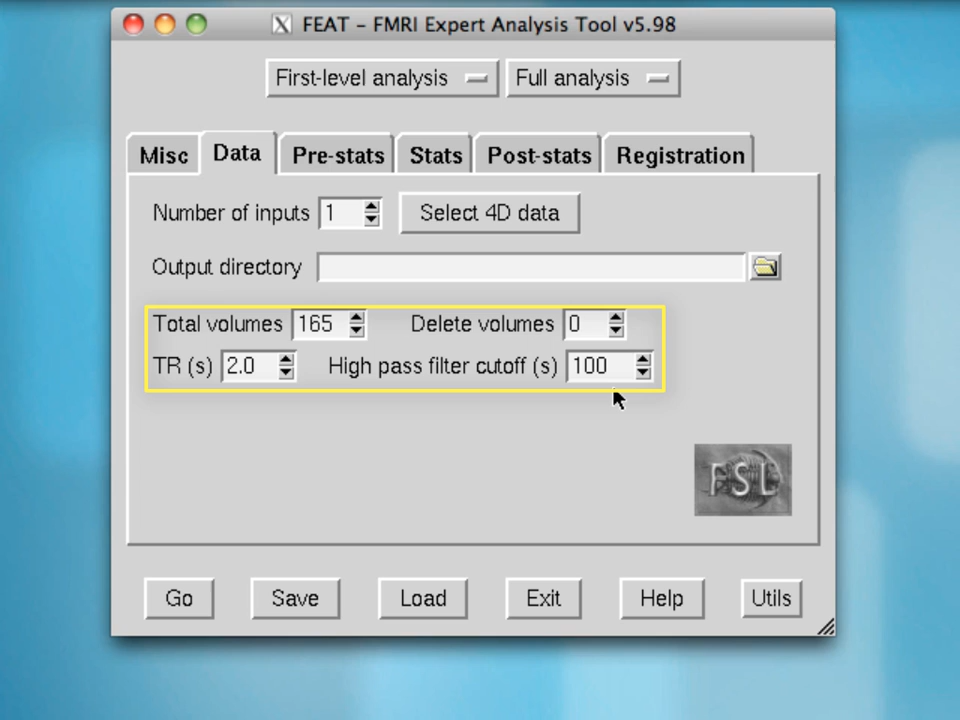 X FEAT - FMRI Expert Analysis Tool v5.98
First-level analysis Full analysis
Misc Data Pre-stats Stats Post-stats Registration
Number of inputs 1 Select 4D data
Output directory
Total volumes 165 Delete volumes 0
TR (s) 2.0 High pass filter cutoff (s) 100
FSL
Go Save Load Exit Help Utils